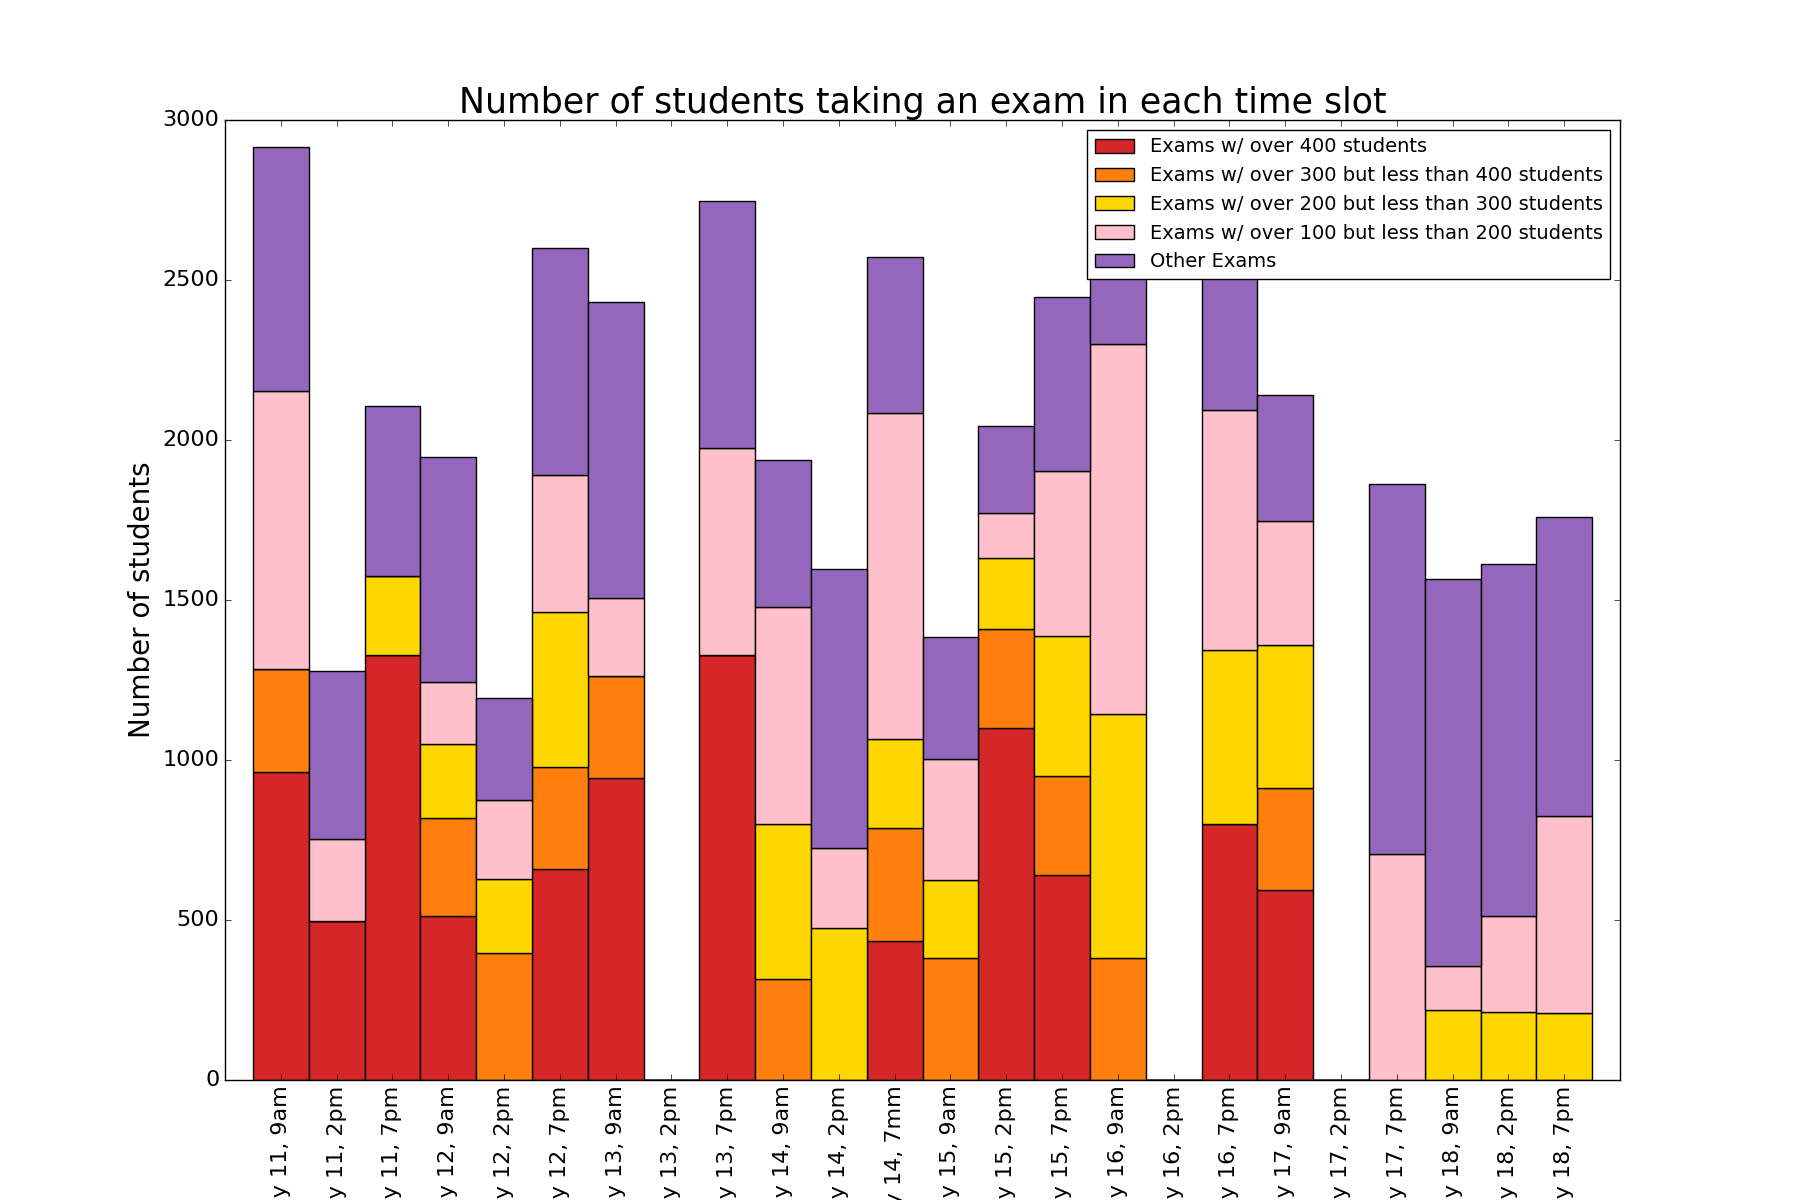 Number of students taking an exam in each time slot
3000
2500
2000
1500
1000
500
0
Number of students
Exams w/ over 400 students
Exams w/ over 300 but less than 400 students
Exams w/ over 200 but less than 300 students
Exams w/ over 100 but less than 200 students
Other Exams
y 11, 9am
y 11, 2pm
y 11, 7pm
y 12, 9am
y 12, 2pm
y 12, 7pm
y 13, 9am
y 13, 2pm
y 13, 7pm
y 14, 9am
y 14, 2pm
y 14, 7mm
y 15, 9am
y 15, 2pm
y 15, 7pm
y 16, 9am
y 16, 2pm
y 16, 7pm
y 17, 9am
y 17, 2pm
y 17, 7pm
y 18, 9am
y 18, 2pm
y 18, 7pm